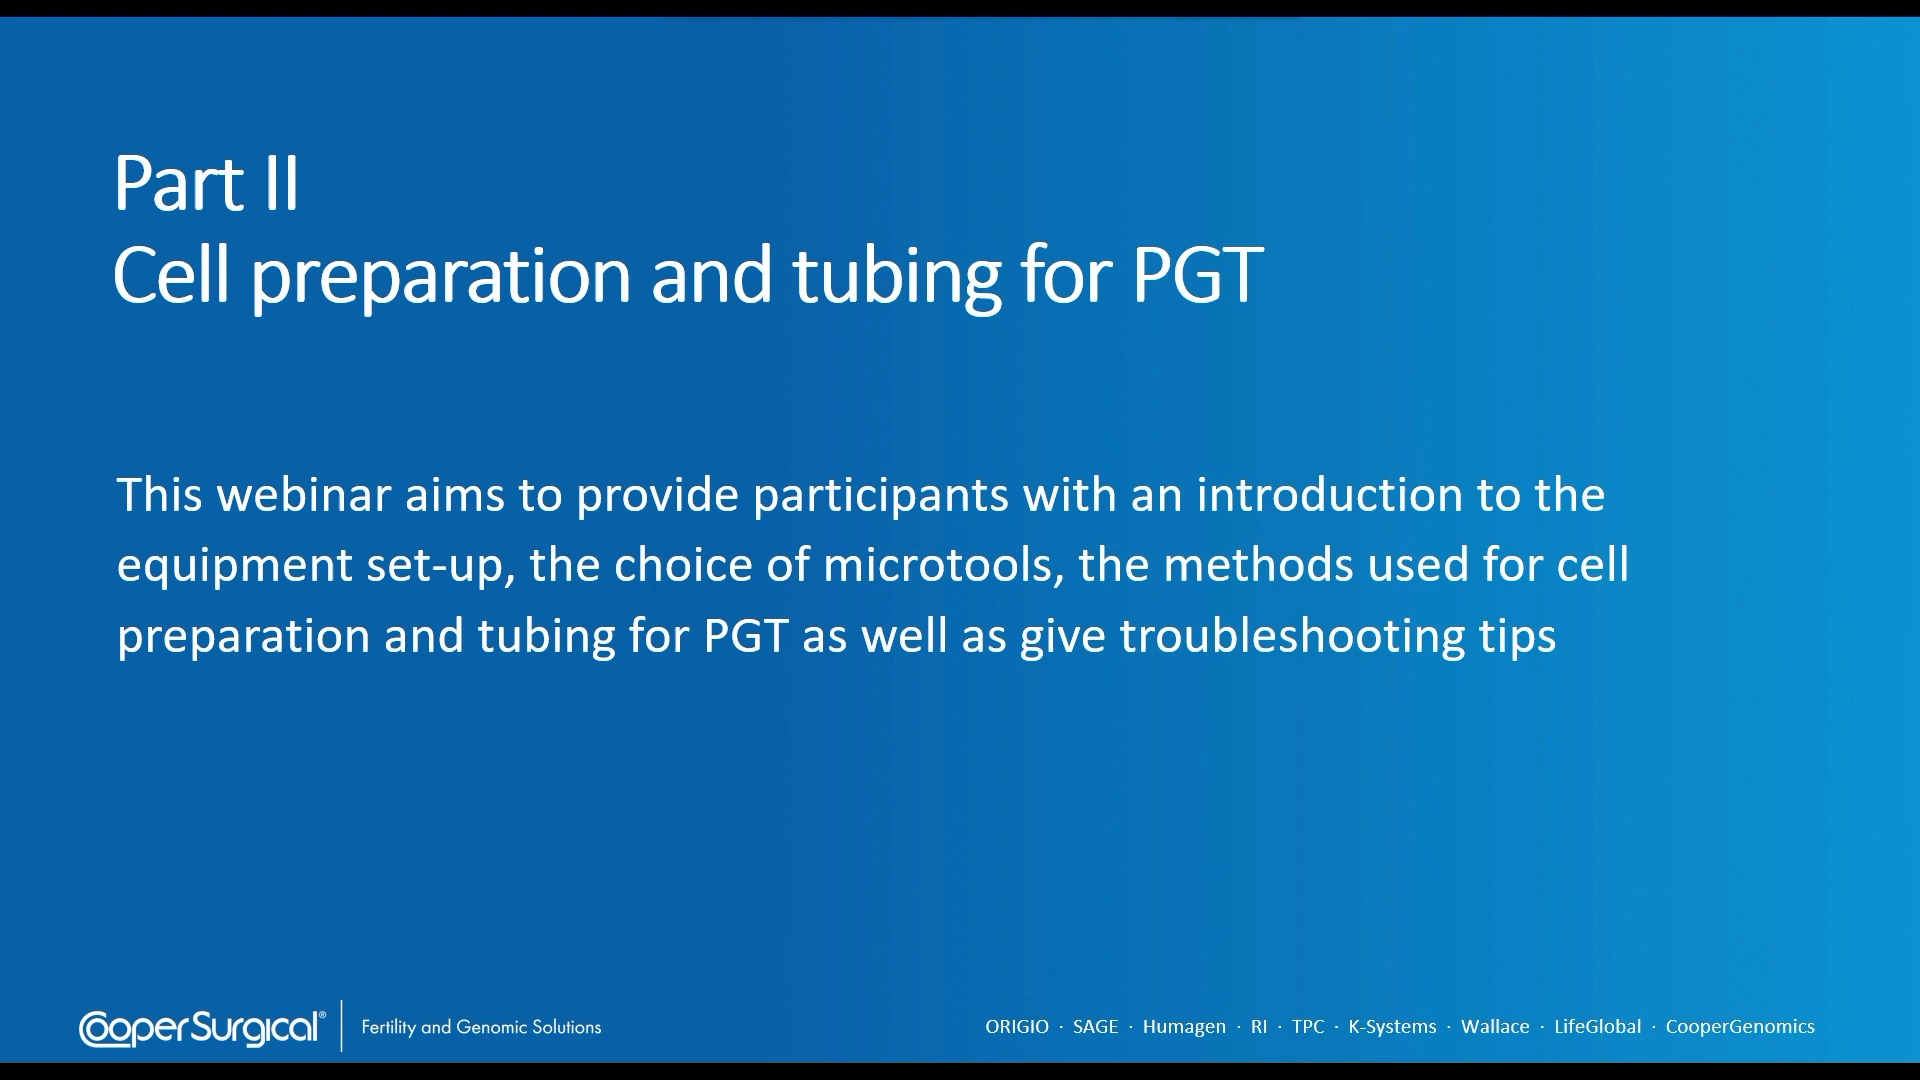 Part II
Cell preparation and tubing for PGT
This webinar aims to provide participants with an introduction to the
equipment set-up, the choice of microtools, the methods used for cell
preparation and tubing for PGT as well as give troubleshooting tips
CooperSurgical® | Fertility and Genomic Solutions
ORIGIO · SAGE · Humagen · RI · TPC · K-Systems · Wallace · LifeGlobal · CooperGenomics